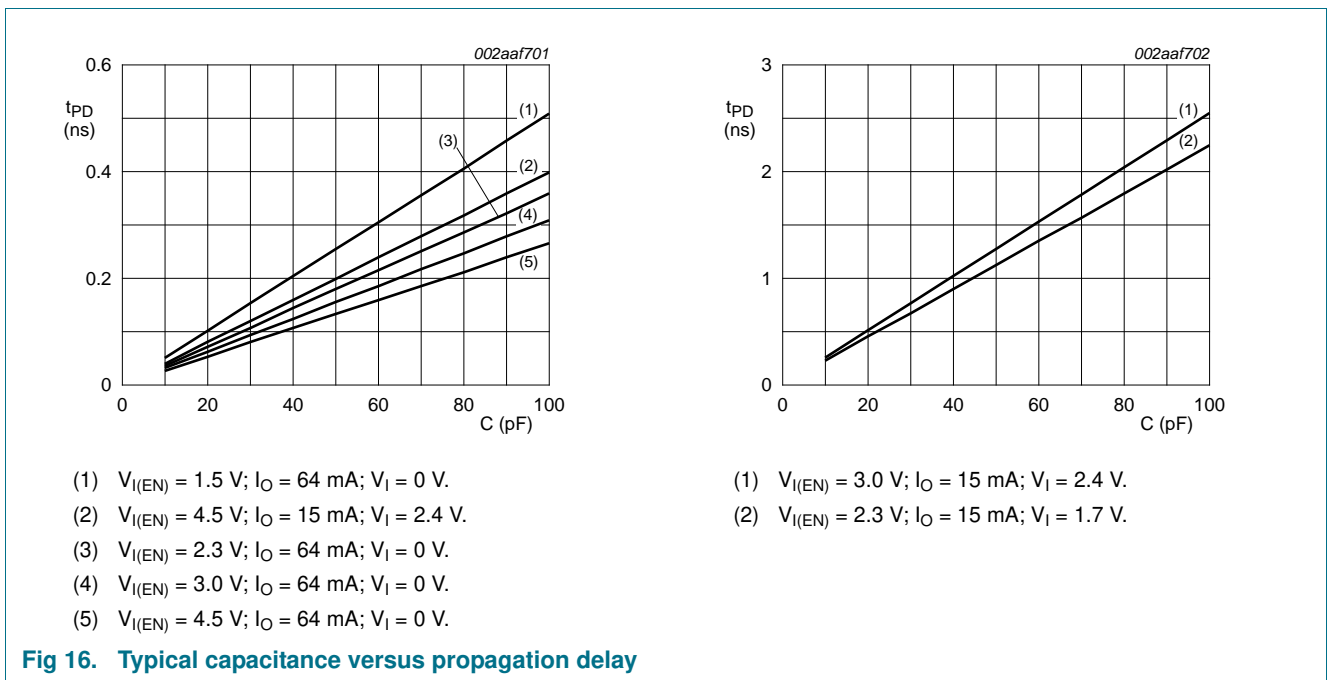 002aaf701
0.6
tPD
(ns)
0.4
0.2
0
0 20 40 60 80 100
C (pF)
(1)
(3)
(2)
(4)
(5)
(1) VI(EN) = 1.5 V; IO = 64 mA; VI = 0 V.
(2) VI(EN) = 4.5 V; IO = 15 mA; VI = 2.4 V.
(3) VI(EN) = 2.3 V; IO = 64 mA; VI = 0 V.
(4) VI(EN) = 3.0 V; IO = 64 mA; VI = 0 V.
(5) VI(EN) = 4.5 V; IO = 64 mA; VI = 0 V.
002aaf702
3
tPD
(ns)
2
1
0
0 20 40 60 80 100
C (pF)
(1)
(2)
(1) VI(EN) = 3.0 V; IO = 15 mA; VI = 2.4 V.
(2) VI(EN) = 2.3 V; IO = 15 mA; VI = 1.7 V.
Fig 16. Typical capacitance versus propagation delay